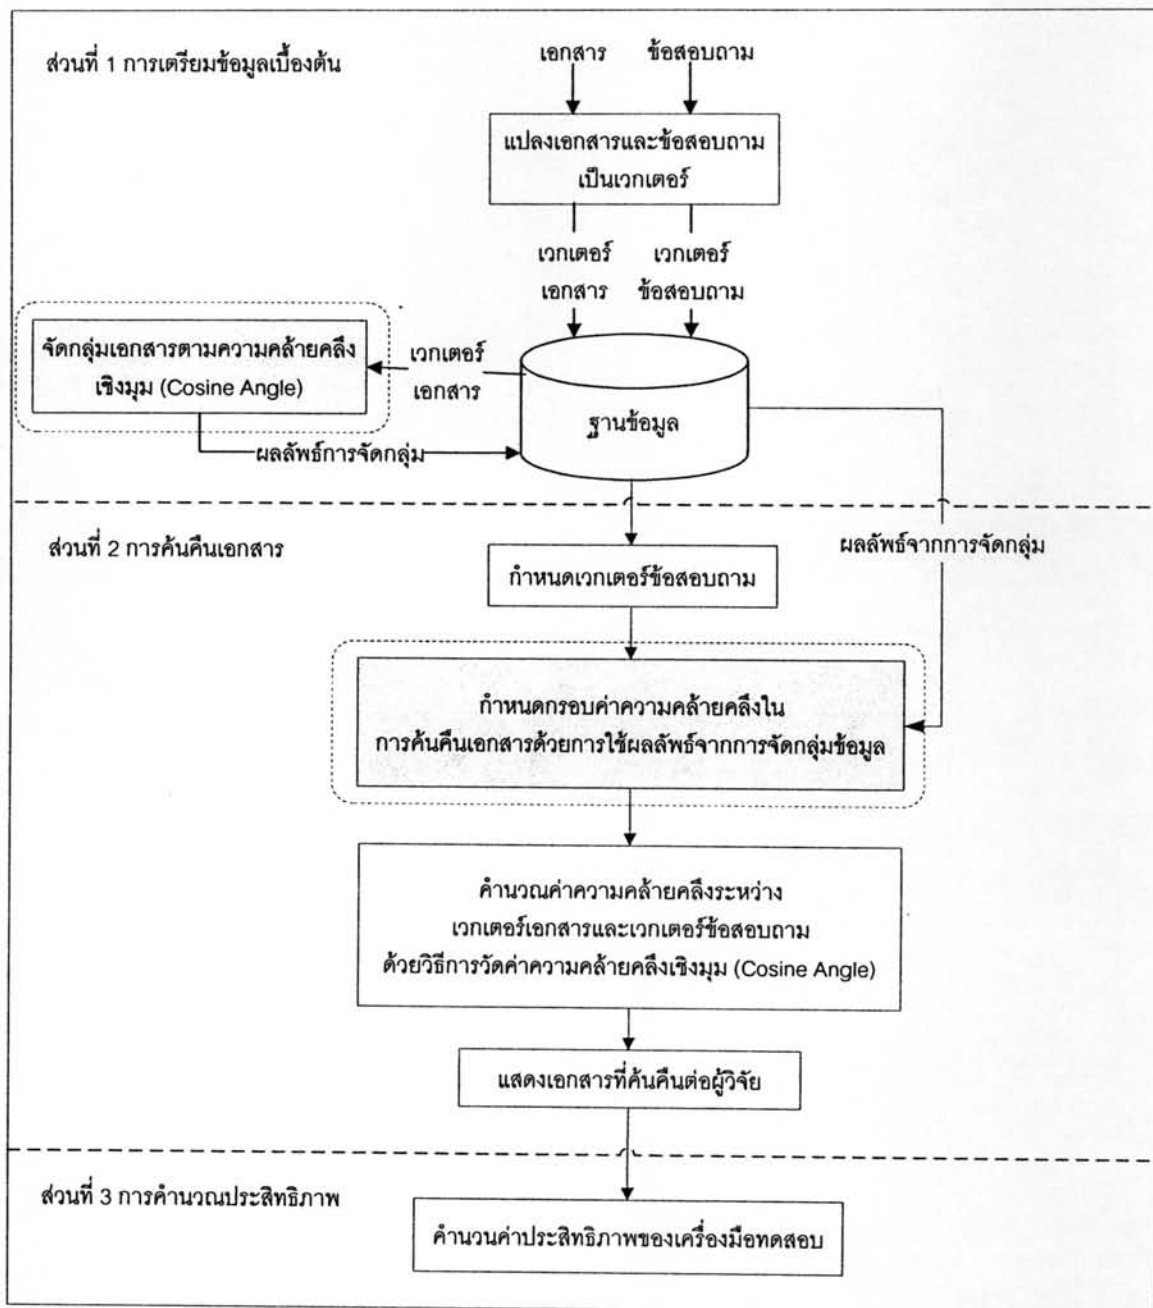 ส่วนที่ 1 การเตรียมข้อมูลเบื้องต้น
เอกสาร ข้อสอบถาม
แปลงเอกสารและข้อสอบถาม
เป็นเวกเตอร์
เวกเตอร์ เวกเตอร์
เอกสาร ข้อสอบถาม
จัดกลุ่มเอกสารตามความคล้ายคลึง
เชิงมุม (Cosine Angle)
เวกเตอร์
เอกสาร
ฐานข้อมูล
ผลลัพธ์การจัดกลุ่ม
ส่วนที่ 2 การค้นคืนเอกสาร
ผลลัพธ์จากการจัดกลุ่ม
กำหนดเวกเตอร์ข้อสอบถาม
กำหนดกรอบค่าความคล้ายคลึงใน
การค้นคืนเอกสารด้วยการใช้ผลลัพธ์จากการจัดกลุ่มข้อมูล
คำนวณค่าความคล้ายคลึงระหว่าง
เวกเตอร์เอกสารและเวกเตอร์ข้อสอบถาม
ด้วยวิธีการวัดค่าความคล้ายคลึงเชิงมุม (Cosine Angle)
แสดงเอกสารที่ค้นคืนต่อผู้วิจัย
ส่วนที่ 3 การคำนวณประสิทธิภาพ
คำนวนค่าประสิทธิภาพของเครื่องมือทดสอบ